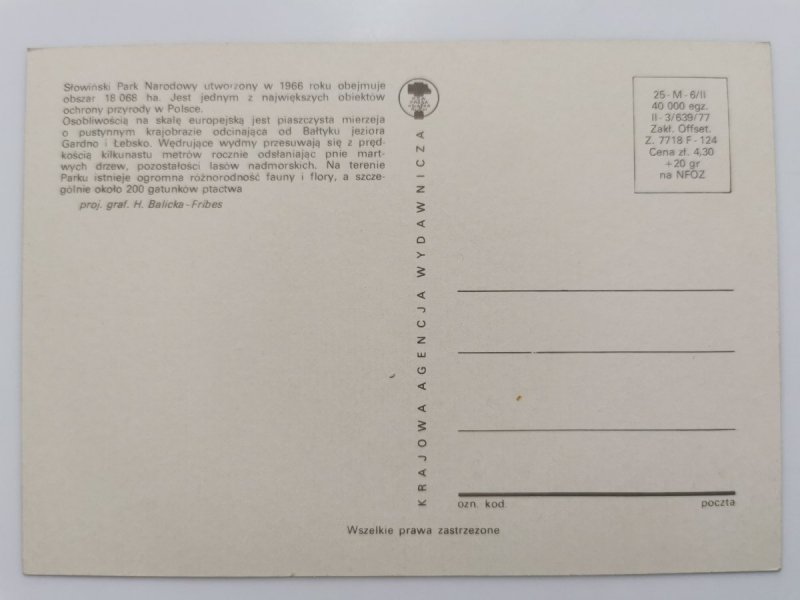 Słowiński Park Narodowy utworzony w 1966 roku obejmuje
obszar 18 068 ha. Jest jednym z największych obiektów
ochrony przyrody w Polsce.
Osobliwością na skalę europejską jest piaszczysta mierzeja
o pustynnym krajobrazie odcinająca od Bałtyku jeziora
Gardno i Łebsko. Wędrujące wydmy przesuwają się z pręd-
kością kilkunastu metrów rocznie odsłaniając pnie mart-
wych drzew, pozostałości lasów nadmorskich. Na terenie
Parku istnieje ogromna różnorodność fauny i flory, a szcze-
gólnie około 200 gatunków ptactwa
proj. graf. H. Balicka-Fribes
KRAJOWA AGENCJA WYDAWNICZA
25-M-6/II
40 000 egz.
II-3/639/77
Zakł. Offset.
Z. 7718 F-124
Cena zł. 4,30
+20 gr
na NFOZ
ozn. kod. poczta
Wszelkie prawa zastrzezone